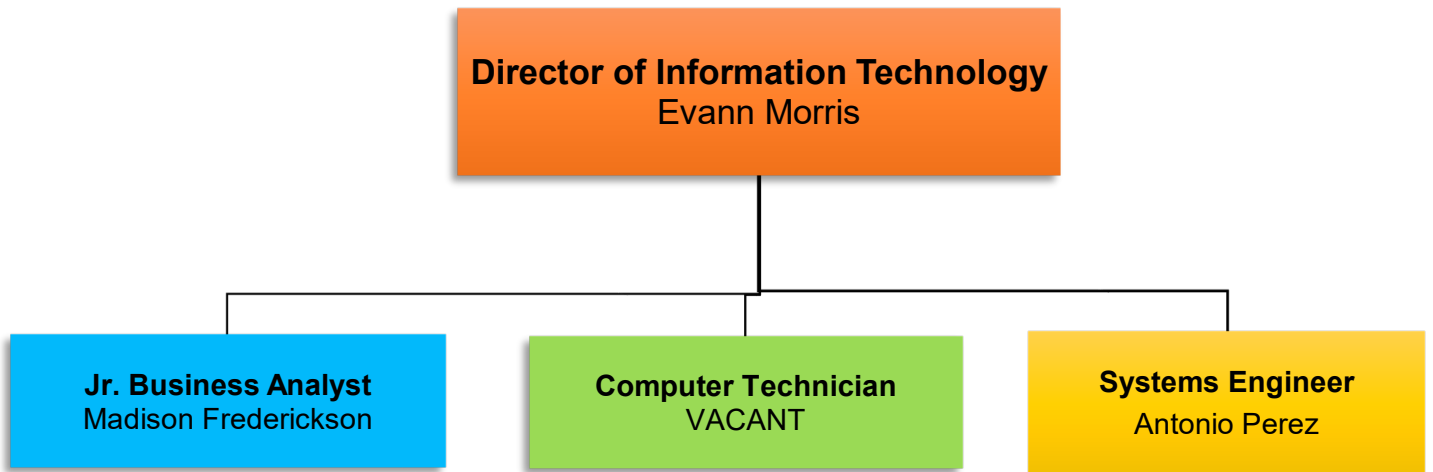 Director of Information Technology
Evann Morris
Jr. Business Analyst
Madison Frederickson
Computer Technician
VACANT
Systems Engineer
Antonio Perez